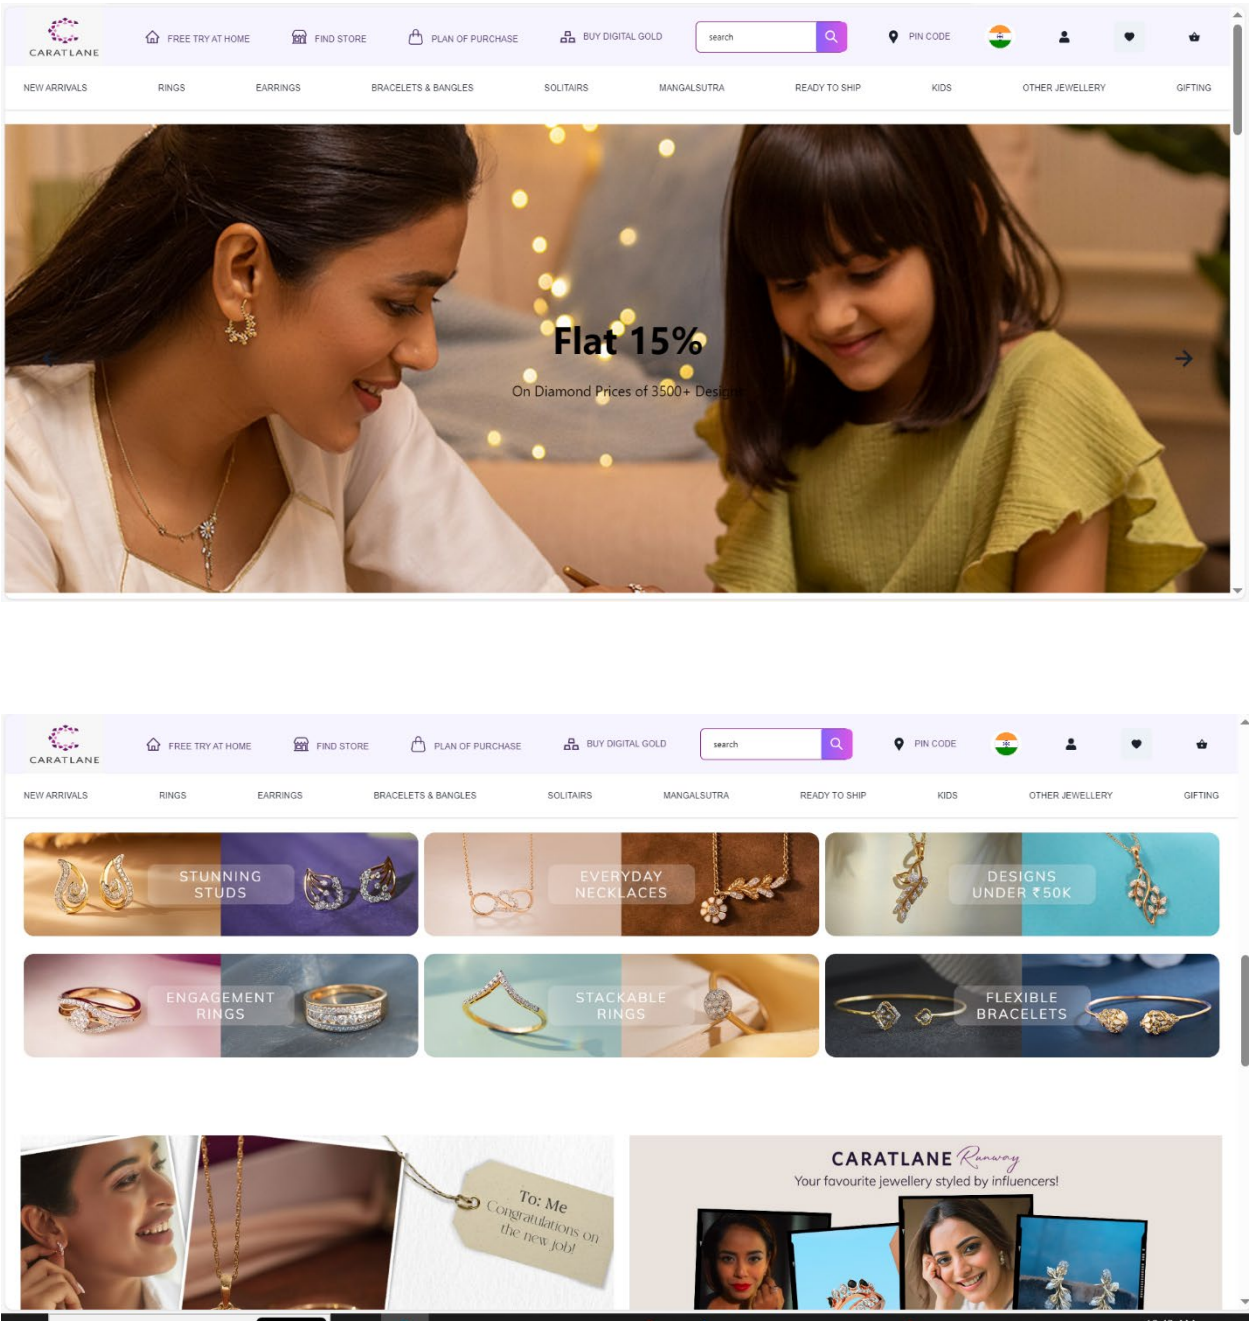 CARATLANE
FREE TRY AT HOME
FIND STORE
PLAN OF PURCHASE
BUY DIGITAL GOLD
search
PIN CODE
NEW ARRIVALS
RINGS
EARRINGS
BRACELETS & BANGLES
SOLITAIRS
MANGALSUTRA
READY TO SHIP
KIDS
OTHER JEWELLERY
GIFTING
Flat 15%
On Diamond Prices of 3500+ Designs
CARATLANE
FREE TRY AT HOME
FIND STORE
PLAN OF PURCHASE
BUY DIGITAL GOLD
search
PIN CODE
NEW ARRIVALS
RINGS
EARRINGS
BRACELETS & BANGLES
SOLITAIRS
MANGALSUTRA
READY TO SHIP
KIDS
OTHER JEWELLERY
GIFTING
STUNNING
STUDS
EVERYDAY
NECKLACES
DESIGNS
UNDER ₹50K
ENGAGEMENT
RINGS
STACKABLE
RINGS
FLEXIBLE
BRACELETS
To: Me
Congratulations on
the new job!
CARATLANE Runway
Your favourite jewellery styled by influencers!